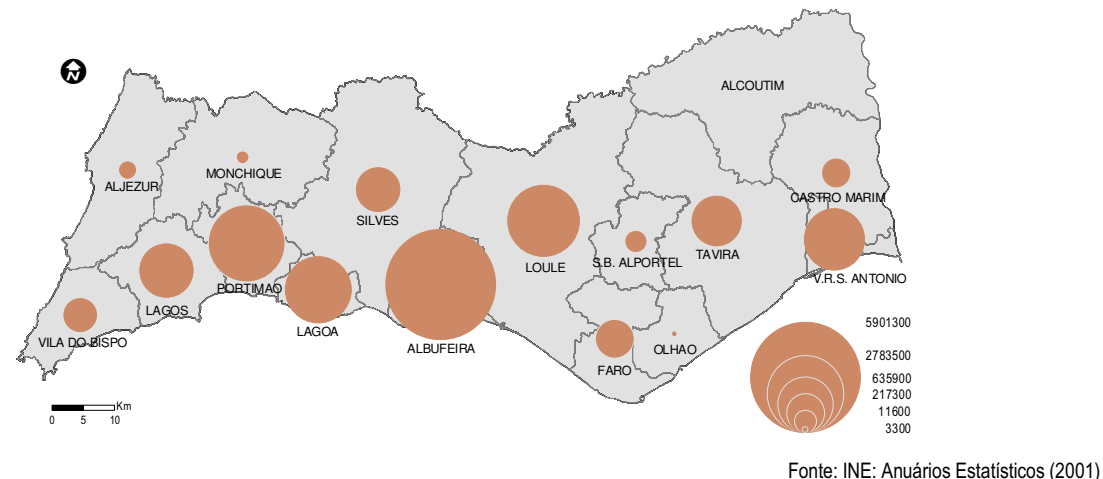 N
ALCOUTIM
MONCHIQUE
ALJEZUR
CASTRO MARIM
SILVES
TAVIRA
S.B. ALPORTEL
LOULE
V.R.S. ANTONIO
PORTIMAO
LAGOS
LAGOA
VILA DO BISPO
ALBUFEIRA
OLHAO
FARO
Km
0 5 10
5901300
2783500
635900
217300
11600
3300
Fonte: INE: Anuários Estatísticos (2001)